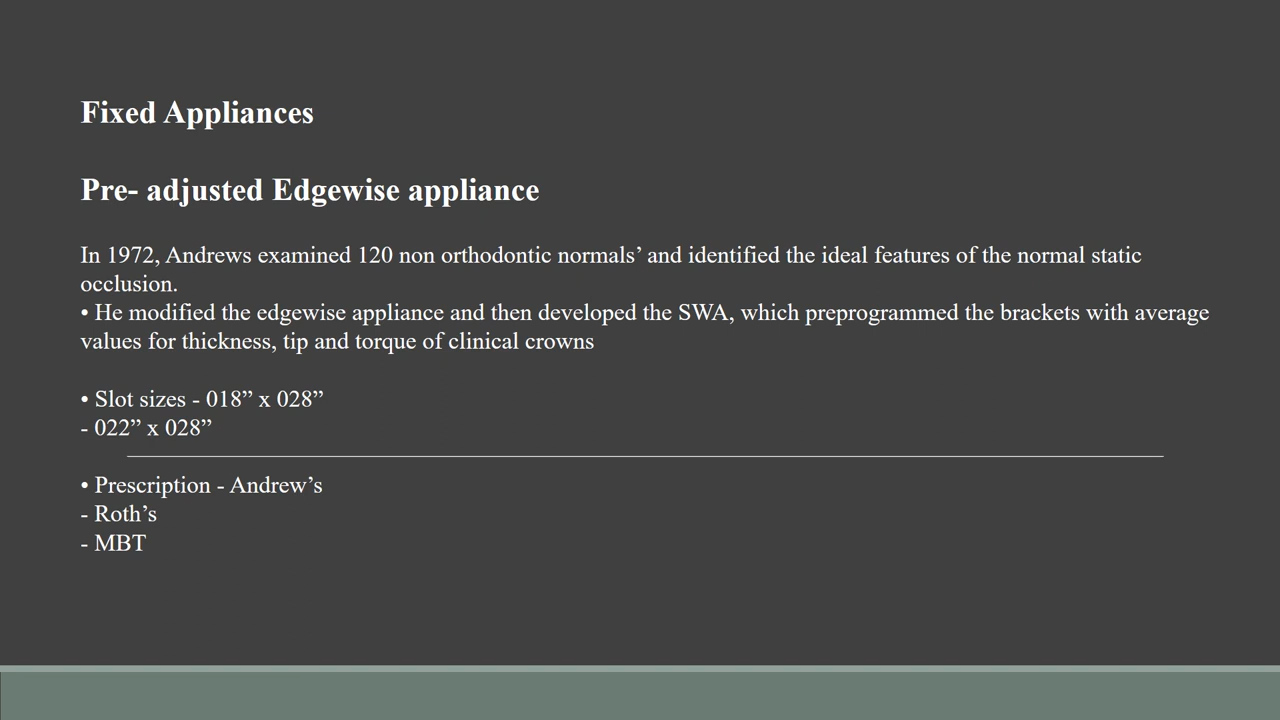 Fixed Appliances
Pre- adjusted Edgewise appliance
In 1972, Andrews examined 120 non orthodontic normals’ and identified the ideal features of the normal static
occlusion.
• He modified the edgewise appliance and then developed the SWA, which preprogrammed the brackets with average
values for thickness, tip and torque of clinical crowns
• Slot sizes - 018” x 028”
- 022” x 028”
• Prescription - Andrew’s
- Roth’s
- MBT